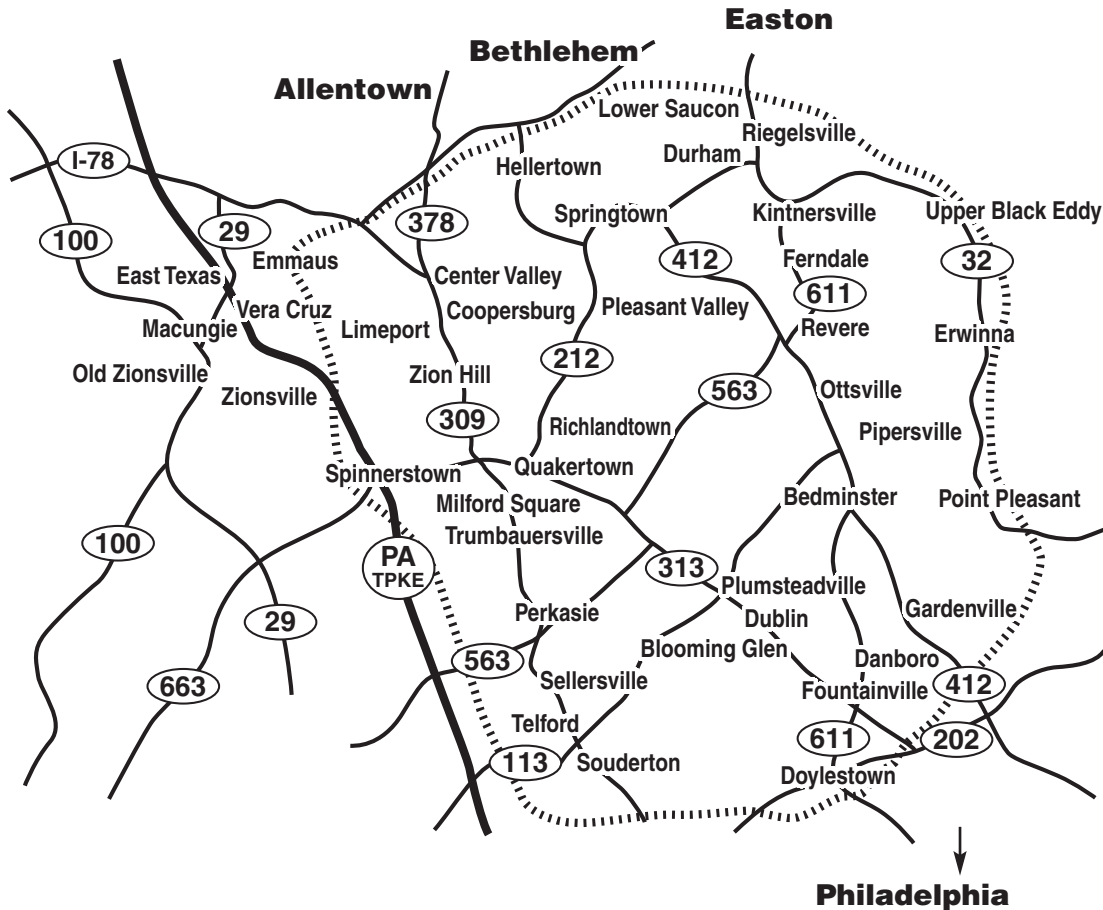 Easton
Bethlehem
Allentown
Lower Saucon
Riegelsville
Durham
I-78
Hellertown
Springtown
Kintnersville
Upper Black Eddy
378
29
100
Emmaus
412
Ferndale
32
East Texas
Center Valley
Vera Cruz
Coopersburg
Pleasant Valley
611
Macungie
Limeport
Revere
Erwinna
212
Old Zionsville
Zion Hill
563
Zionsville
Ottsville
309
Richlandtown
Pipersville
Spinnerstown
Quakertown
Milford Square
Bedminster
Point Pleasant
Trumbauersville
100
PA
TPKE
313
Plumsteadville
29
Perkasie
Dublin
Gardenville
Blooming Glen
563
Danboro
663
Sellersville
Fountainville
412
Telford
611
202
113
Souderton
Doylestown
Philadelphia